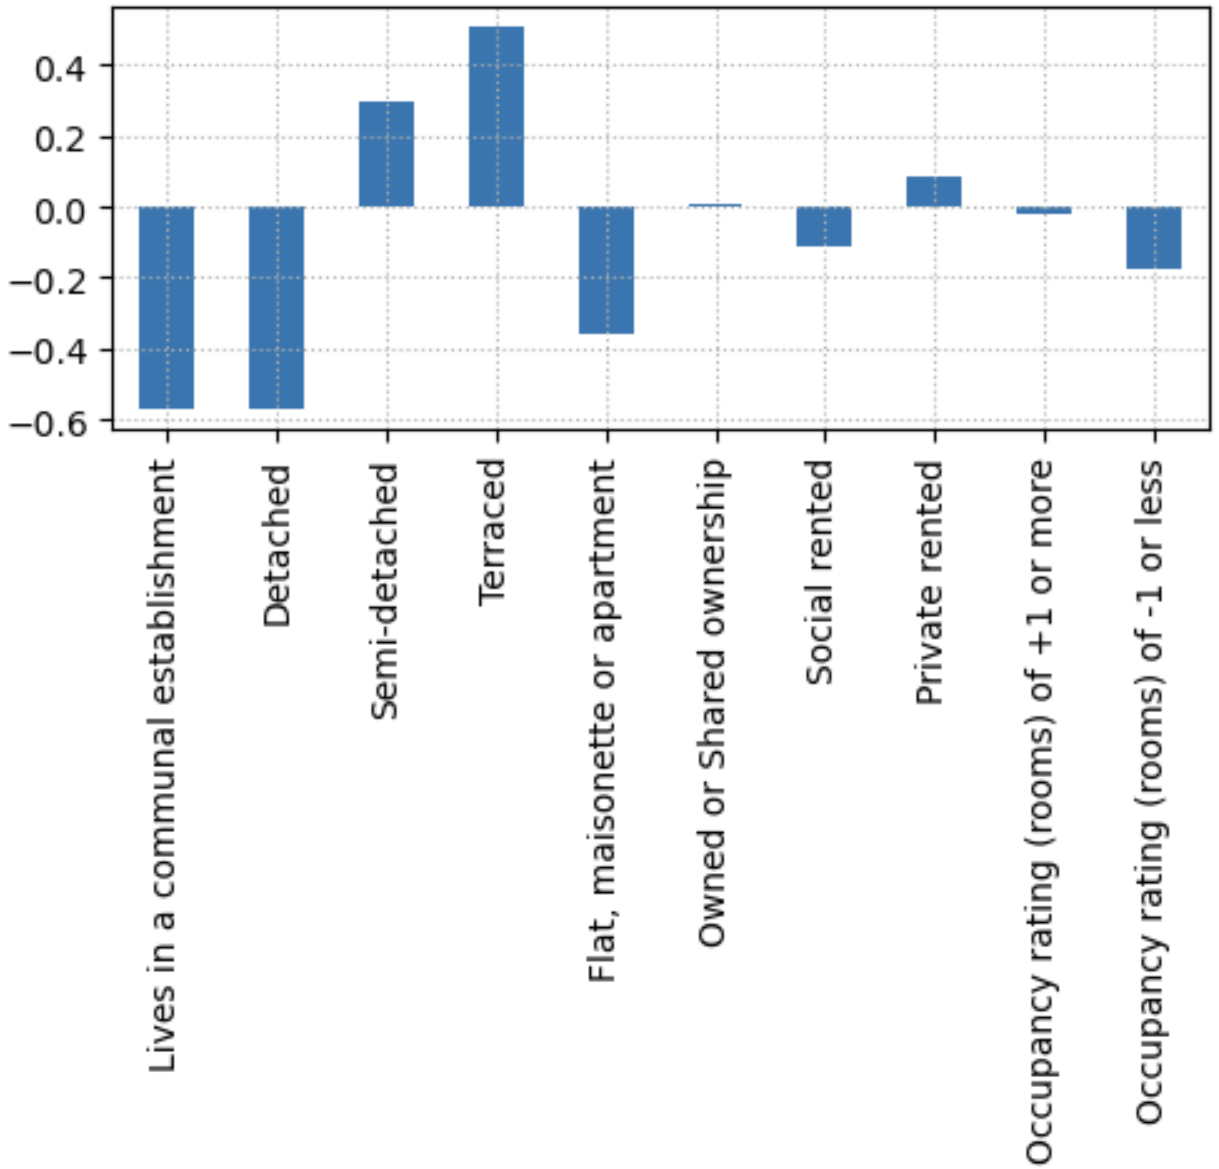 0.4
0.2
0.0
−0.2
−0.4
−0.6
Lives in a communal establishment
Detached
Semi-detached
Terraced
Flat, maisonette or apartment
Owned or Shared ownership
Social rented
Private rented
Occupancy rating (rooms) of +1 or more
Occupancy rating (rooms) of -1 or less